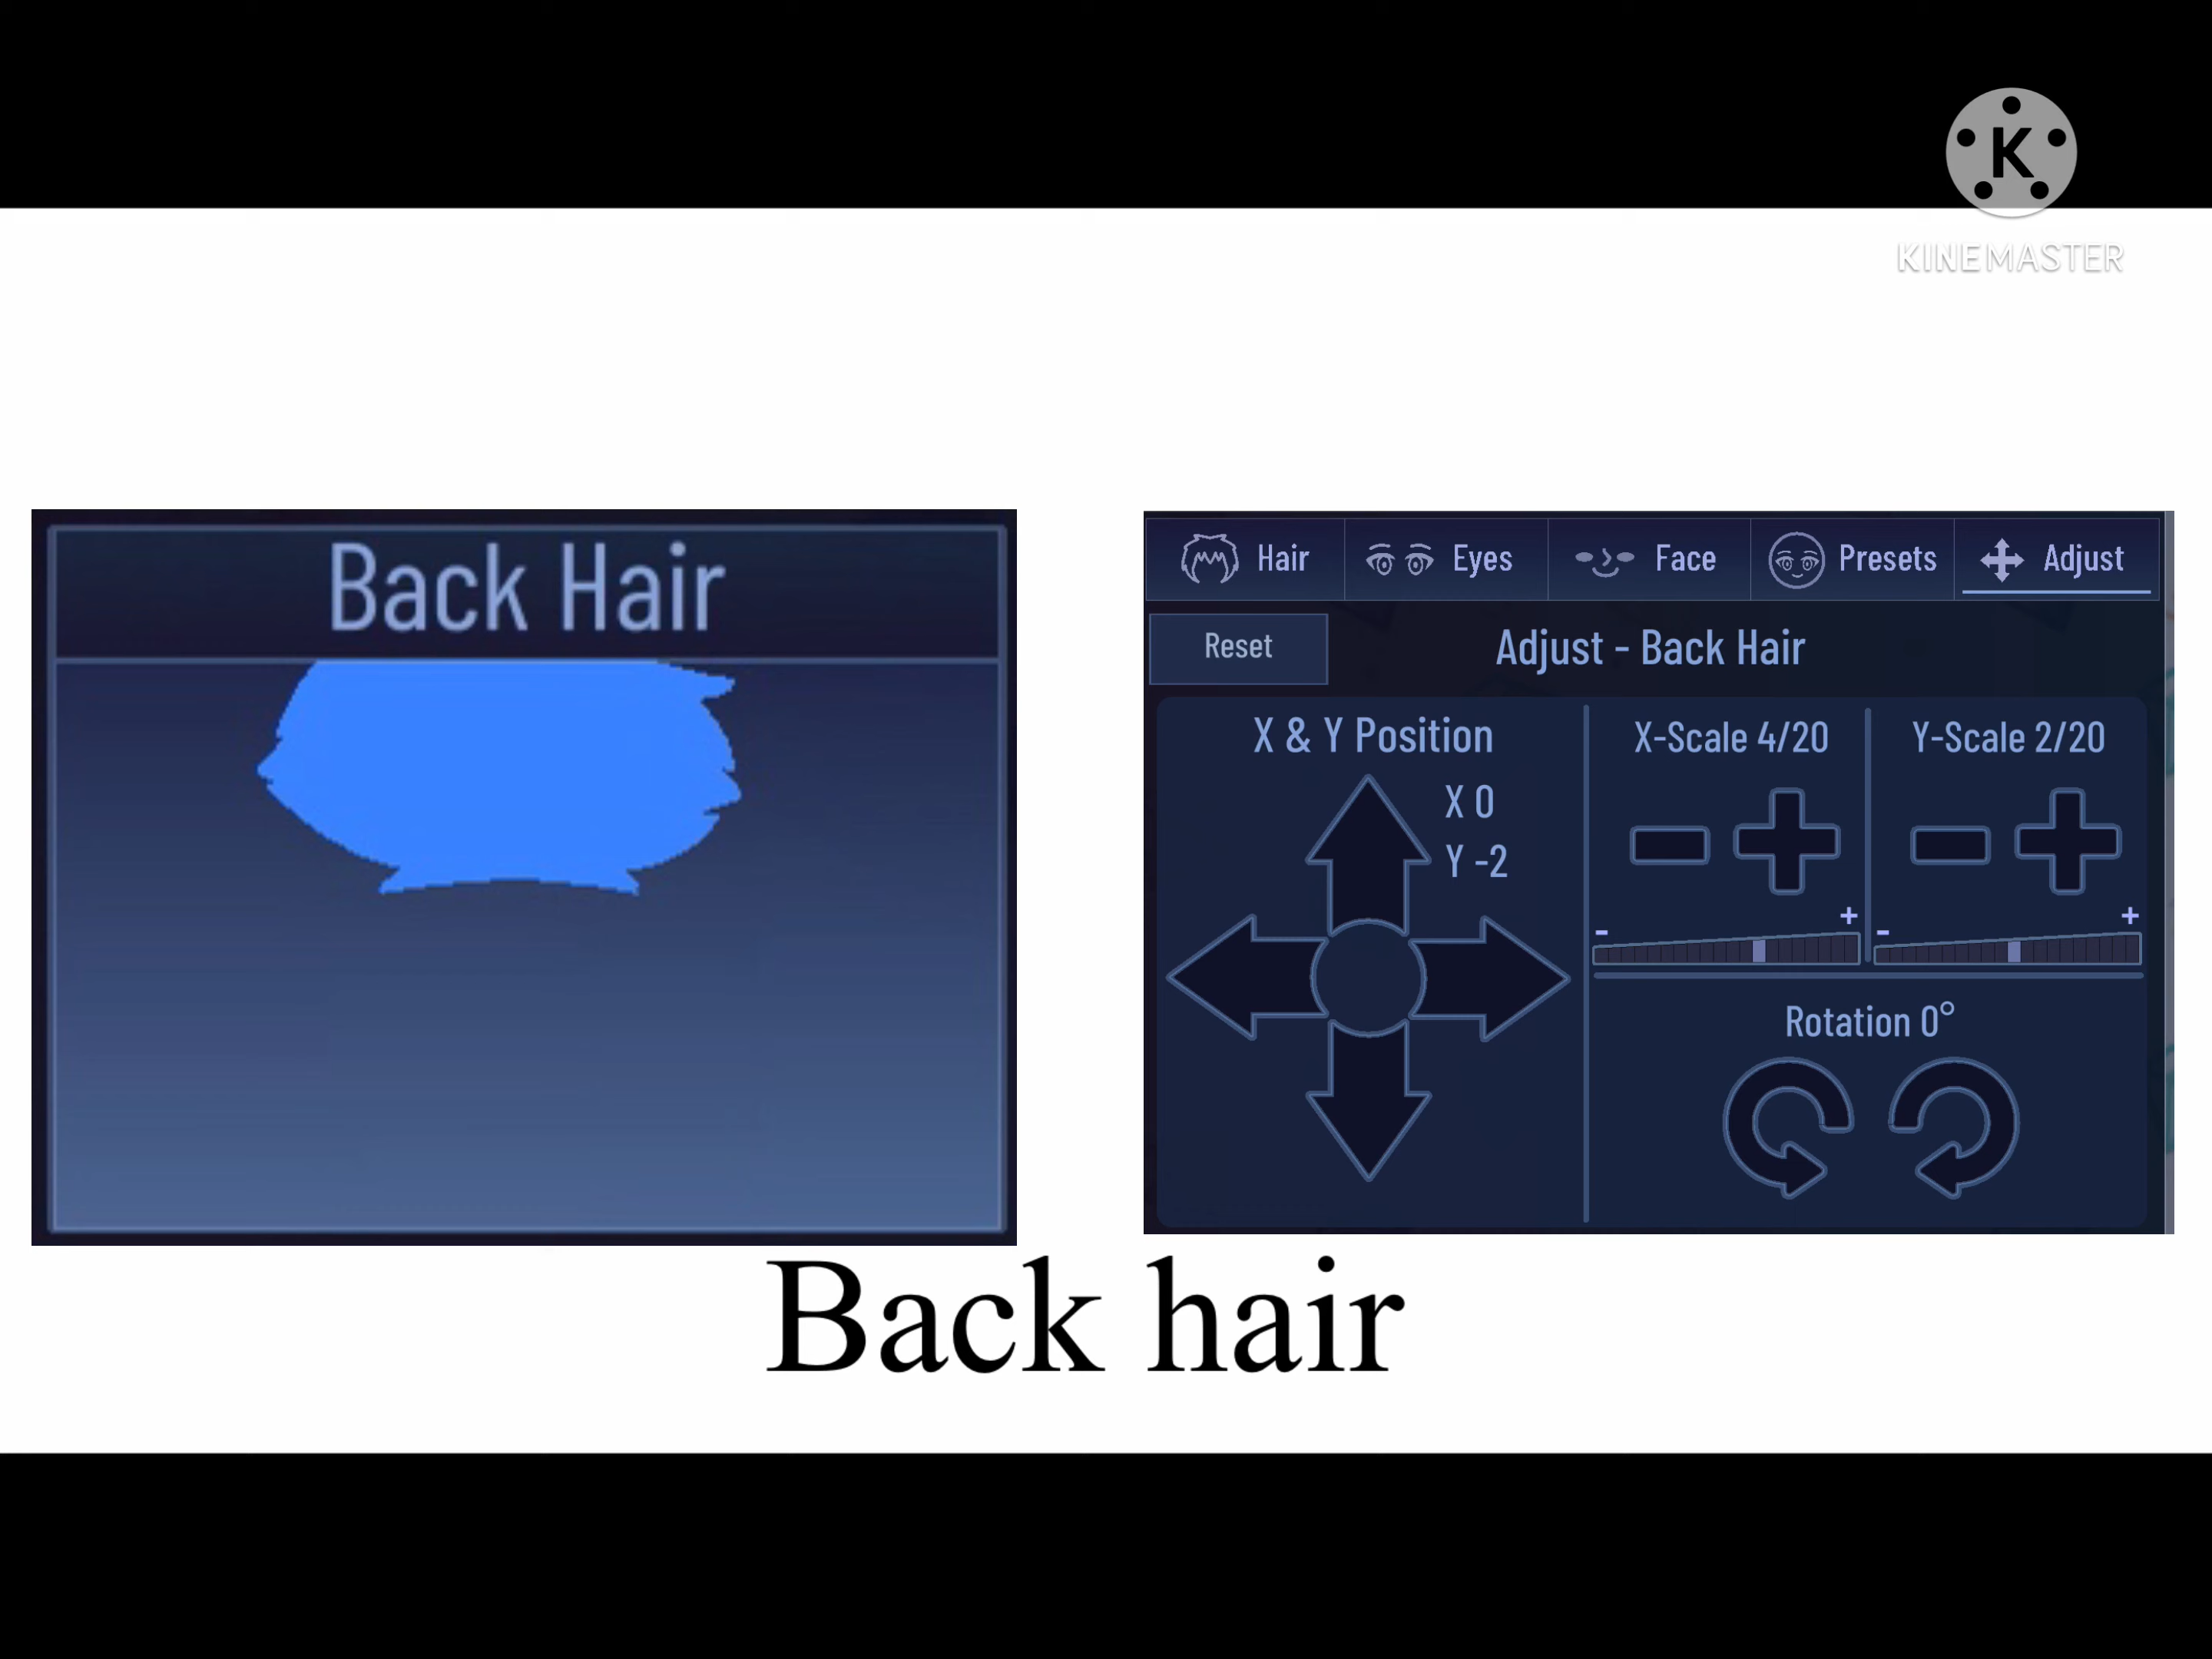 K
KINEMASTER
Back Hair
Hair Eyes Face Presets Adjust
Reset Adjust - Back Hair
X & Y Position X-Scale 4/20 Y-Scale 2/20
X 0
Y -2
- + - +
Rotation 0°
Back hair